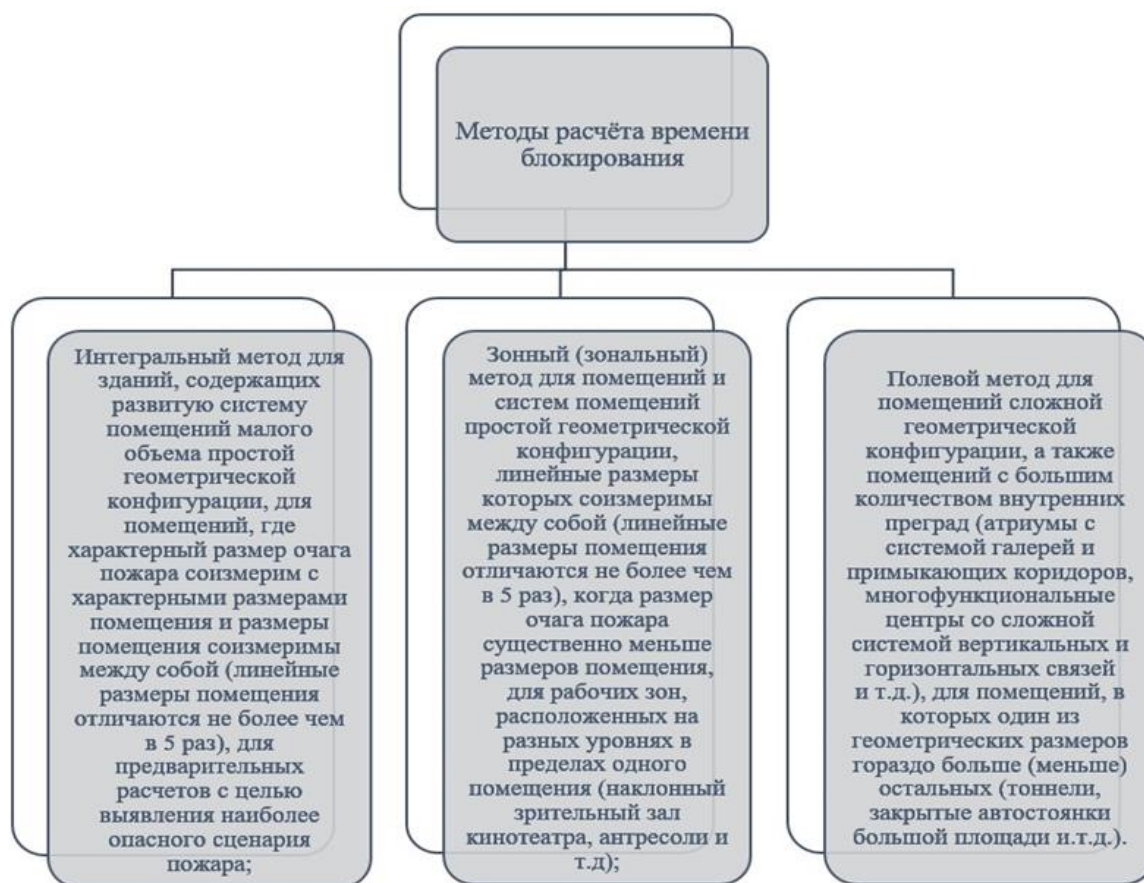 Методы расчёта времени
блокирования
Интегральный метод для
зданий, содержащих
развитую систему
помещений малого
объема простой
геометрической
конфигурации, для
помещений, где
характерный размер очага
пожара соизмерим с
характерными размерами
помещения и размеры
помещения соизмеримы
между собой (линейные
размеры помещения
отличаются не более чем
в 5 раз), для
предварительных
расчетов с целью
выявления наиболее
опасного сценария
пожара;
Зонный (зональный)
метод для помещений и
систем помещений
простой геометрической
конфигурации,
линейные размеры
которых соизмеримы
между собой (линейные
размеры помещения
отличаются не более чем
в 5 раз), когда размер
очага пожара
существенно меньше
размеров помещения,
для рабочих зон,
расположенных на
разных уровнях в
пределах одного
помещения (наклонный
зрительный зал
кинотеатра, антресоли и
т.д);
Полевой метод для
помещений сложной
геометрической
конфигурации, а также
помещений с большим
количеством внутренних
преград (атриумы с
системой галерей и
примыкающих коридоров,
многофункциональные
центры со сложной
системой вертикальных и
горизонтальных связей
и т.д.), для помещений, в
которых один из
геометрических размеров
гораздо больше (меньше)
остальных (тоннели,
закрытые автостоянки
большой площади и.т.д.).